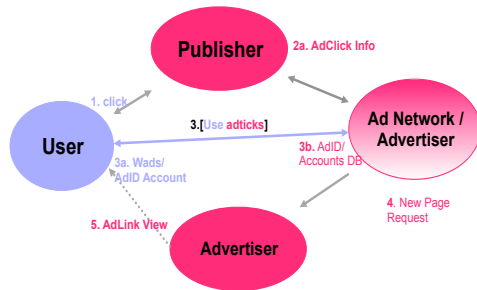 Publisher
2a. AdClick Info
1. click
3.[Use adticks]
Ad Network /
Advertiser
User
3a. Wads/
AdID Account
3b. AdID/
Accounts DB
4. New Page
Request
5. AdLink View
Advertiser